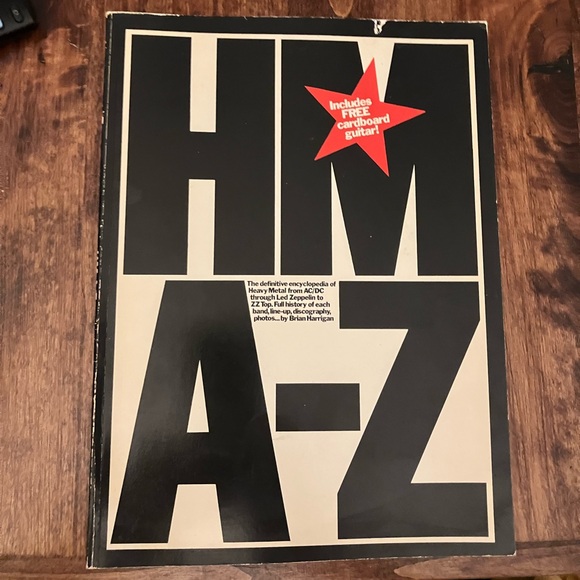 HM
Includes
FREE
cardboard
guitar!
The definitive encyclopedia of
Heavy Metal from AC/DC
through Led Zeppelin to
ZZ Top. Full history of each
band, line-up, discography,
photos... by Brian Harrigan
A-Z